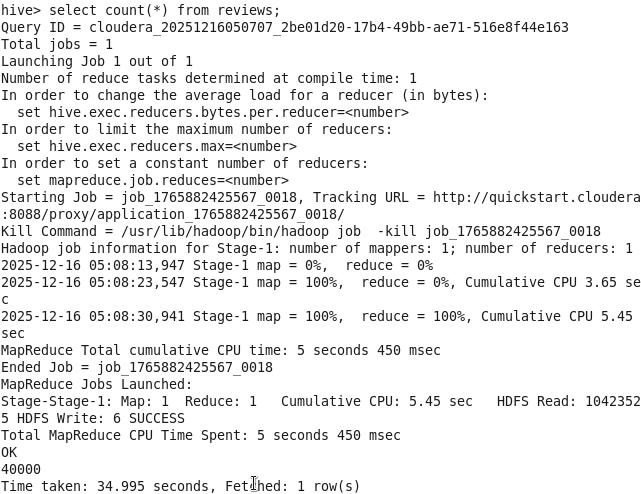 hive> select count(*) from reviews;
Query ID = cloudera_20251216050707_2be01d20-17b4-49bb-ae71-516e8f44e163
Total jobs = 1
Launching Job 1 out of 1
Number of reduce tasks determined at compile time: 1
In order to change the average load for a reducer (in bytes):
  set hive.exec.reducers.bytes.per.reducer=<number>
In order to limit the maximum number of reducers:
  set hive.exec.reducers.max=<number>
In order to set a constant number of reducers:
  set mapreduce.job.reduces=<number>
Starting Job = job_1765882425567_0018, Tracking URL = http://quickstart.cloudera
:8088/proxy/application_1765882425567_0018/
Kill Command = /usr/lib/hadoop/bin/hadoop job  -kill job_1765882425567_0018
Hadoop job information for Stage-1: number of mappers: 1; number of reducers: 1
2025-12-16 05:08:13,947 Stage-1 map = 0%,  reduce = 0%
2025-12-16 05:08:23,547 Stage-1 map = 100%,  reduce = 0%, Cumulative CPU 3.65 se
c
2025-12-16 05:08:30,941 Stage-1 map = 100%,  reduce = 100%, Cumulative CPU 5.45
sec
MapReduce Total cumulative CPU time: 5 seconds 450 msec
Ended Job = job_1765882425567_0018
MapReduce Jobs Launched:
Stage-Stage-1: Map: 1  Reduce: 1   Cumulative CPU: 5.45 sec   HDFS Read: 1042352
5 HDFS Write: 6 SUCCESS
Total MapReduce CPU Time Spent: 5 seconds 450 msec
OK
40000
Time taken: 34.995 seconds, Fetched: 1 row(s)